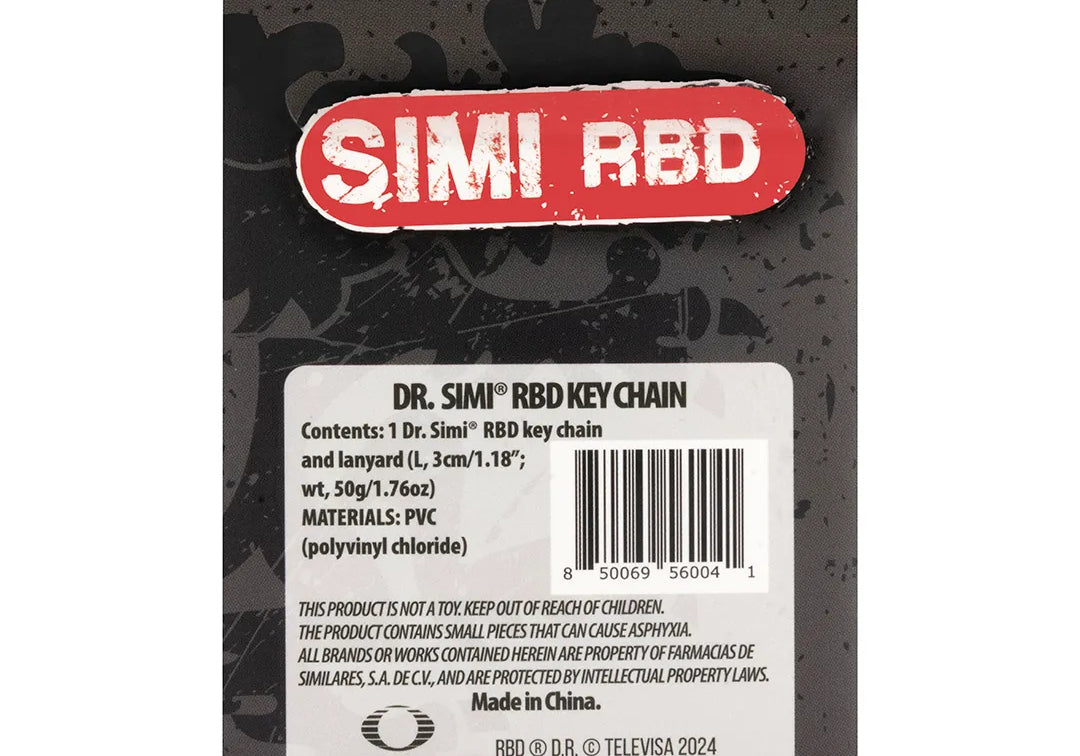 SIMI RBD
DR. SIMI® RBD KEY CHAIN
Contents: 1 Dr. Simi® RBD key chain
and lanyard (L, 3cm/1.18”;
wt, 50g/1.76oz)
MATERIALS: PVC
(polyvinyl chloride)
8 50069 56004 1
THIS PRODUCT IS NOT A TOY. KEEP OUT OF REACH OF CHILDREN.
THE PRODUCT CONTAINS SMALL PIECES THAT CAN CAUSE ASPHYXIA.
ALL BRANDS OR WORKS CONTAINED HEREIN ARE PROPERTY OF FARMACIAS DE
SIMILARES, S.A. DE C.V., AND ARE PROTECTED BY INTELLECTUAL PROPERTY LAWS.
Made in China.
RBD ® D.R. © TELEVISA 2024